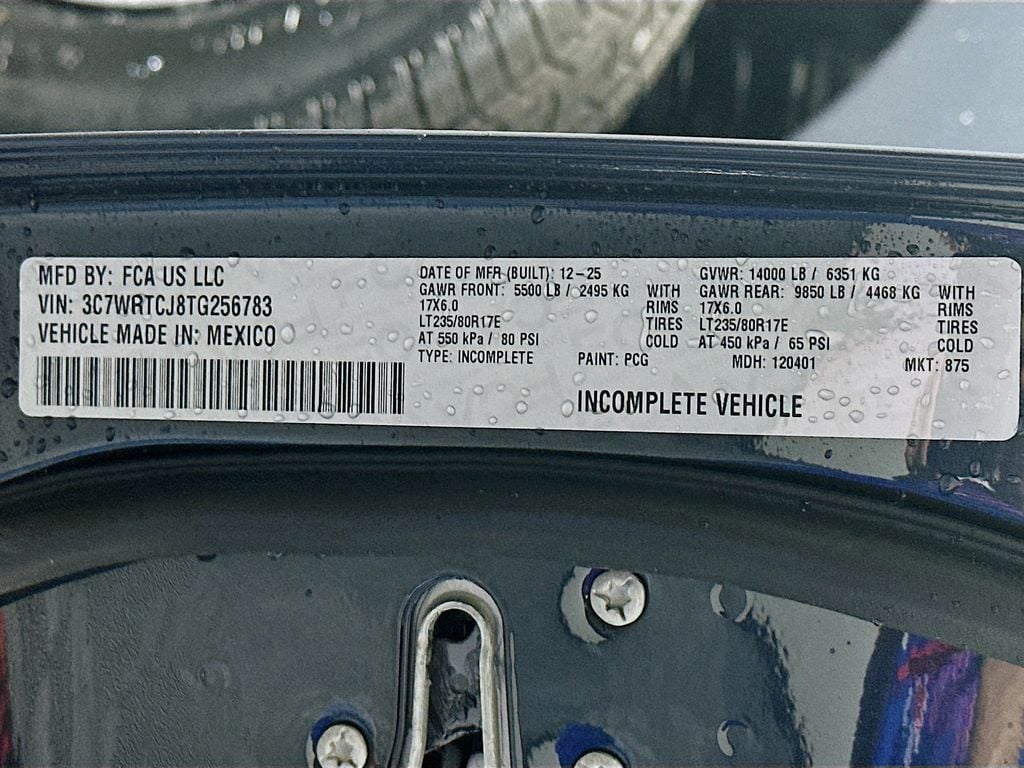 MFD BY: FCA US LLC
VIN: 3C7WRTCJ8TG256783
VEHICLE MADE IN: MEXICO
DATE OF MFR (BUILT): 12-25
GAWR FRONT: 5500 LB / 2495 KG WITH
17X6.0 RIMS
LT235/80R17E TIRES
AT 550 kPa / 80 PSI COLD
TYPE: INCOMPLETE PAINT: PCG
GVWR: 14000 LB / 6351 KG
GAWR REAR: 9850 LB / 4468 KG WITH
17X6.0 RIMS
LT235/80R17E TIRES
AT 450 kPa / 65 PSI COLD
MDH: 120401 MKT: 875
INCOMPLETE VEHICLE